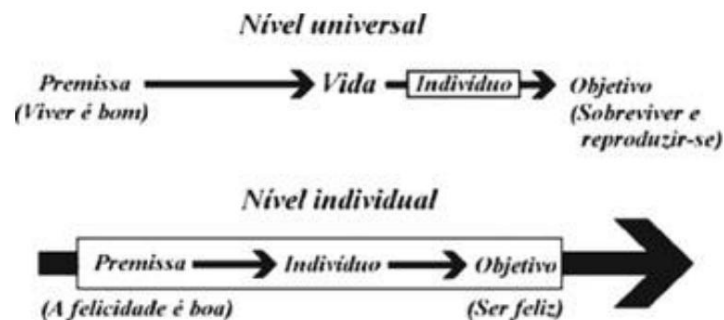 Nível universal
Premissa Vida Indivíduo Objetivo
(Viver é bom) (Sobreviver e
reproduzir-se)
Nível individual
Premissa Indivíduo Objetivo
(A felicidade é boa) (Ser feliz)